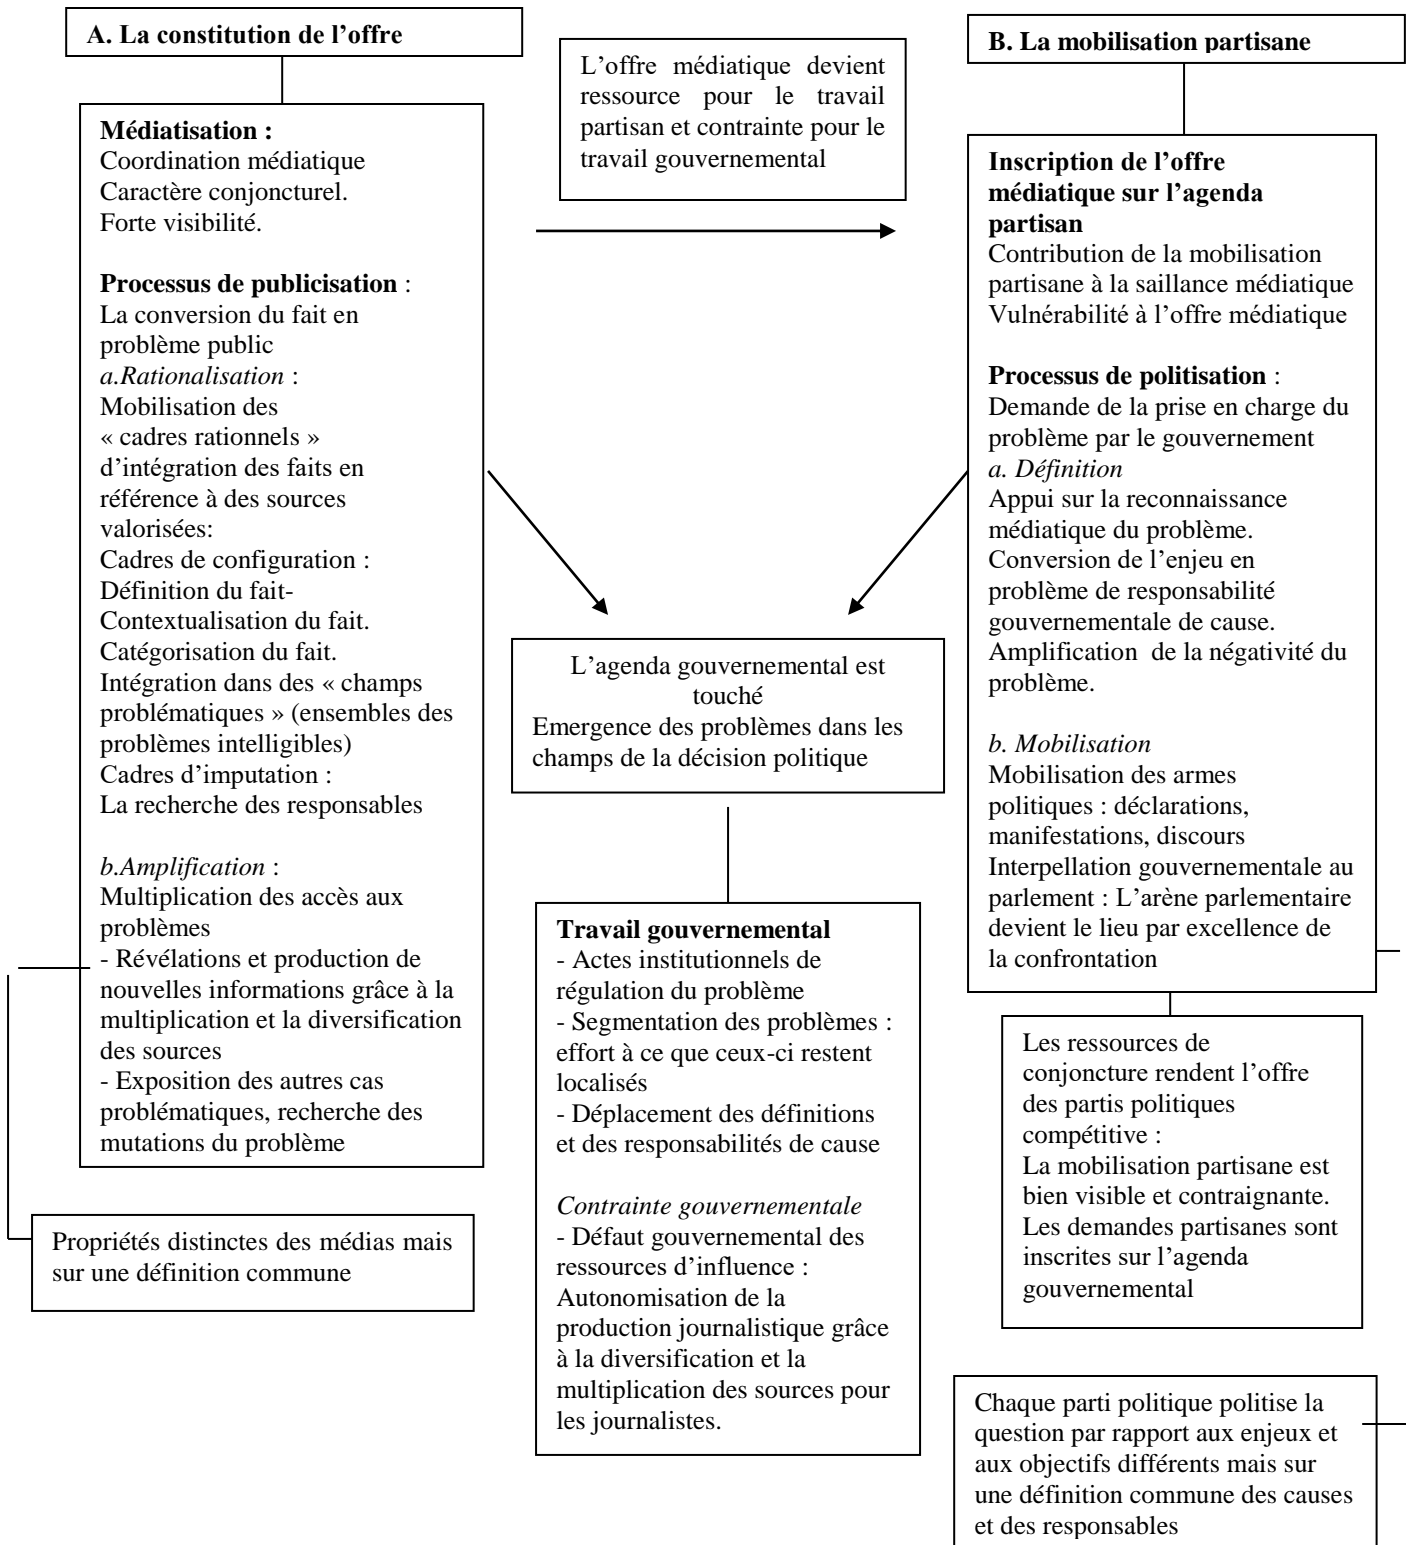 A. La constitution de l’offre
L’offre médiatique devient
ressource pour le travail
partisan et contrainte pour le
travail gouvernemental
B. La mobilisation partisane
Médiatisation :
Coordination médiatique
Caractère conjoncturel.
Forte visibilité.
Processus de publicisation :
La conversion du fait en
problème public
a.Rationalisation :
Mobilisation des
« cadres rationnels »
d’intégration des faits en
référence à des sources
valorisées:
Cadres de configuration :
Définition du fait-
Contextualisation du fait.
Catégorisation du fait.
Intégration dans des « champs
problématiques » (ensembles des
problèmes intelligibles)
Cadres d’imputation :
La recherche des responsables
b.Amplification :
Multiplication des accès aux
problèmes
- Révélations et production de
nouvelles informations grâce à la
multiplication et la diversification
des sources
- Exposition des autres cas
problématiques, recherche des
mutations du problème
Propriétés distinctes des médias mais
sur une définition commune
L’agenda gouvernemental est
touché
Emergence des problèmes dans les
champs de la décision politique
Travail gouvernemental
- Actes institutionnels de
régulation du problème
- Segmentation des problèmes :
effort à ce que ceux-ci restent
localisés
- Déplacement des définitions
et des responsabilités de cause
Contrainte gouvernementale
- Défaut gouvernemental des
ressources d’influence :
Autonomisation de la
production journalistique grâce
à la diversification et la
multiplication des sources pour
les journalistes.
Inscription de l’offre
médiatique sur l’agenda
partisan
Contribution de la mobilisation
partisane à la saillance médiatique
Vulnérabilité à l’offre médiatique
Processus de politisation :
Demande de la prise en charge du
problème par le gouvernement
a. Définition
Appui sur la reconnaissance
médiatique du problème.
Conversion de l’enjeu en
problème de responsabilité
gouvernementale de cause.
Amplification de la négativité du
problème.
b. Mobilisation
Mobilisation des armes
politiques : déclarations,
manifestations, discours
Interpellation gouvernementale au
parlement : L’arène parlementaire
devient le lieu par excellence de
la confrontation
Les ressources de
conjoncture rendent l’offre
des partis politiques
compétitive :
La mobilisation partisane est
bien visible et contraignante.
Les demandes partisanes sont
inscrites sur l’agenda
gouvernemental
Chaque parti politique politise la
question par rapport aux enjeux et
aux objectifs différents mais sur
une définition commune des causes
et des responsables